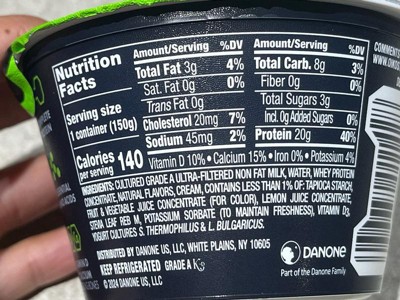 Nutrition Facts
Serving size
1 container (150g)
Calories per serving 140
Amount/Serving %DV
Total Fat 3g 4%
Sat. Fat 0g 0%
Trans Fat 0g
Cholesterol 20mg 7%
Sodium 45mg 2%
Amount/Serving %DV
Total Carb. 8g 3%
Fiber 0g 0%
Total Sugars 3g
Incl. 0g Added Sugars 0%
Protein 20g 40%
Vitamin D 10% • Calcium 15% • Iron 0% • Potassium 4%
INGREDIENTS: CULTURED GRADE A ULTRA-FILTERED NON FAT MILK, WATER, WHEY PROTEIN
CONCENTRATE, NATURAL FLAVORS, CREAM, CONTAINS LESS THAN 1% OF: TAPIOCA STARCH,
FRUIT & VEGETABLE JUICE CONCENTRATE (FOR COLOR), LEMON JUICE CONCENTRATE,
STEVIA LEAF REB M, POTASSIUM SORBATE (TO MAINTAIN FRESHNESS), VITAMIN D3,
YOGURT CULTURES S. THERMOPHILUS & L. BULGARICUS.
DISTRIBUTED BY DANONE US, LLC, WHITE PLAINS, NY 10605
KEEP REFRIGERATED GRADE A
© 2024 DANONE US, LLC
DANONE
Part of the Danone Family
COMMENTS